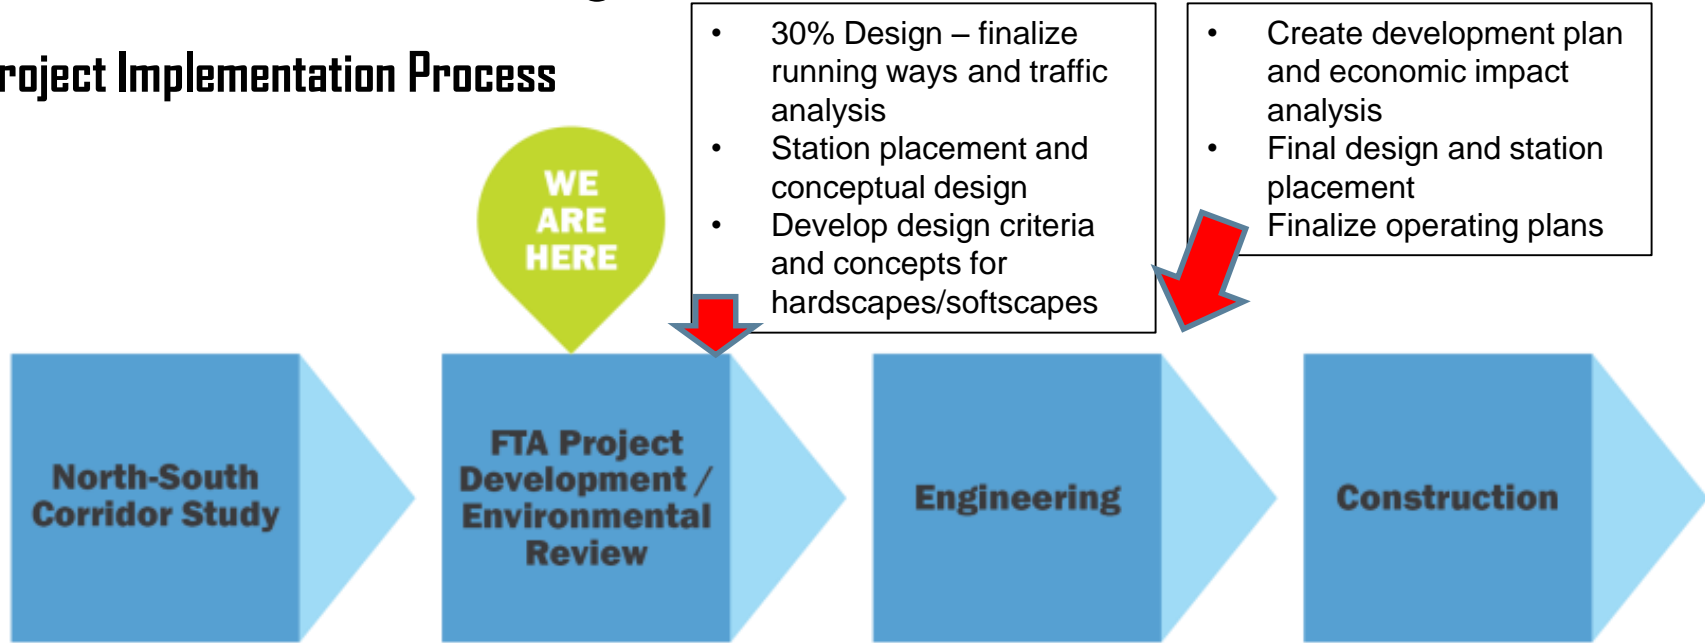 roject Implementation Process
WE
ARE
HERE
• 30% Design – finalize
running ways and traffic
analysis
• Station placement and
conceptual design
• Develop design criteria
and concepts for
hardscapes/softscapes
• Create development plan
and economic impact
analysis
• Final design and station
placement
Finalize operating plans
North-South
Corridor Study
FTA Project
Development /
Environmental
Review
Engineering
Construction